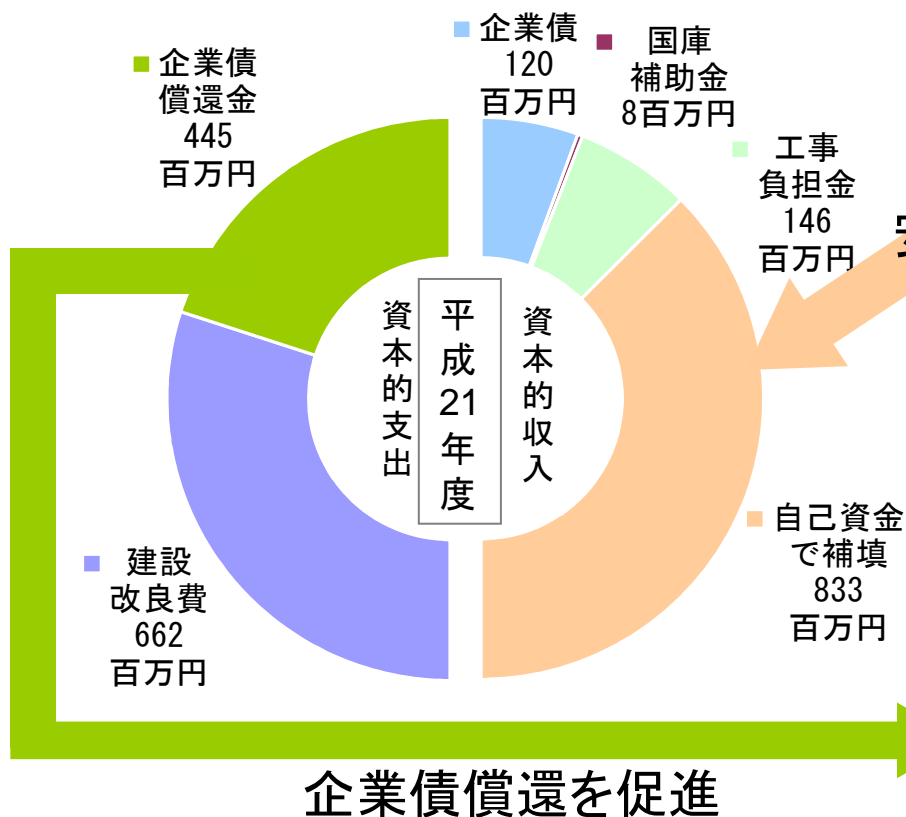 企業債
償還金
445
百万円
企業債
120
百万円
国庫
補助金
8百万円
工事
負担金
146
百万円
資本的支出
平成21年度
資本的収入
自己資金
で補填
833
百万円
建設
改良費
662
百万円
企業債償還を促進